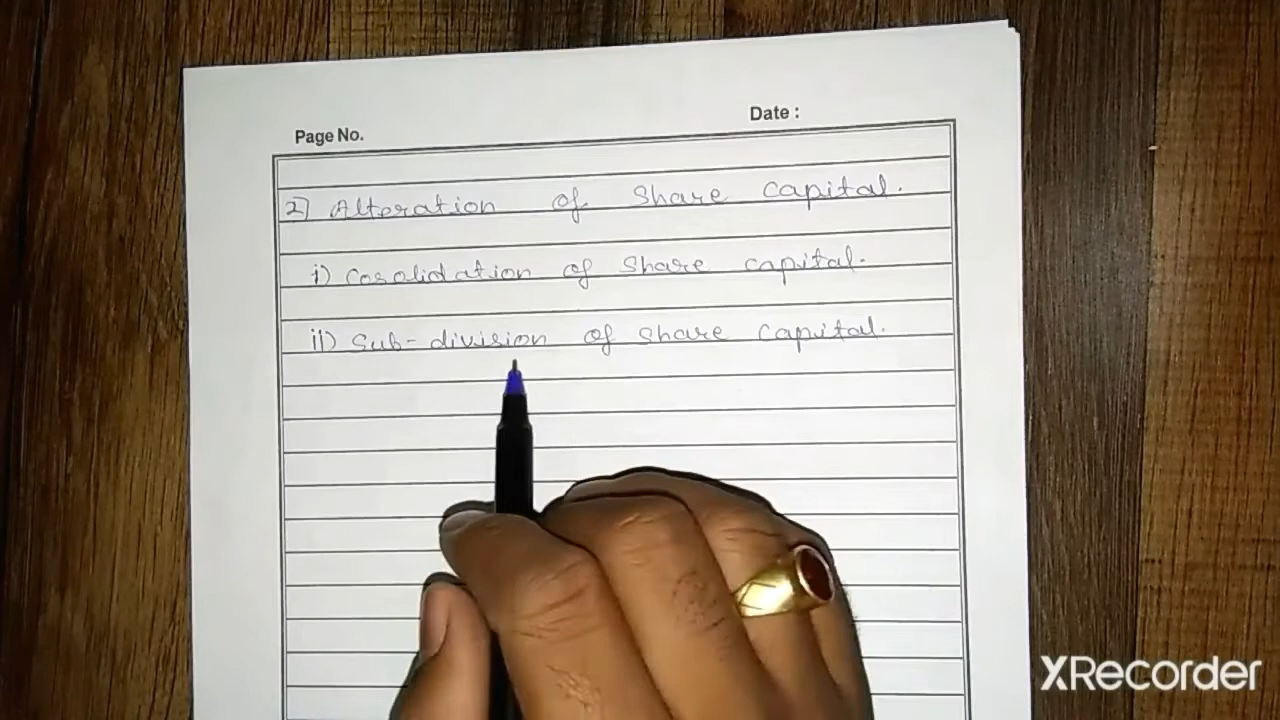 Date :
Page No.
2] Alteration of Share Capital.
i) Cosolidation of Share capital.
ii) Sub-division of Share Capital.
XRecorder